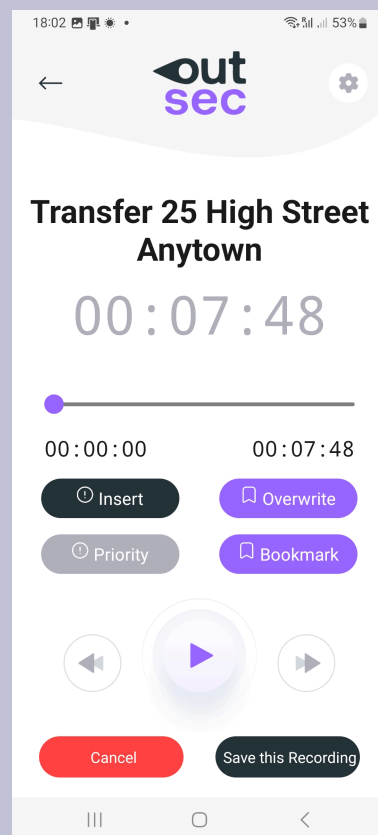 18:02 53%
out
sec
Transfer 25 High Street
Anytown
00:07:48
00:00:00 00:07:48
Insert Overwrite
Priority Bookmark
Cancel Save this Recording